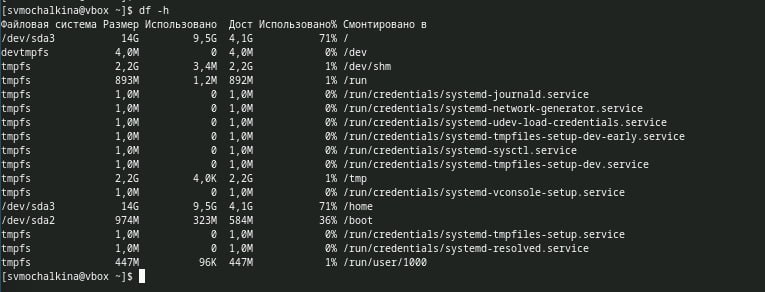 [svmochalkina@vbox ~]$ df -h
Файловая система Размер Использовано  Дост Использовано% Смонтировано в
/dev/sda3           14G         9,5G  4,1G           71% /
devtmpfs           4,0M            0  4,0M            0% /dev
tmpfs              2,2G         3,4M  2,2G            1% /dev/shm
tmpfs              893M         1,2M  892M            1% /run
tmpfs              1,0M            0  1,0M            0% /run/credentials/systemd-journald.service
tmpfs              1,0M            0  1,0M            0% /run/credentials/systemd-network-generator.service
tmpfs              1,0M            0  1,0M            0% /run/credentials/systemd-udev-load-credentials.service
tmpfs              1,0M            0  1,0M            0% /run/credentials/systemd-tmpfiles-setup-dev-early.service
tmpfs              1,0M            0  1,0M            0% /run/credentials/systemd-sysctl.service
tmpfs              1,0M            0  1,0M            0% /run/credentials/systemd-tmpfiles-setup-dev.service
tmpfs              2,2G         4,0K  2,2G            1% /tmp
tmpfs              1,0M            0  1,0M            0% /run/credentials/systemd-vconsole-setup.service
/dev/sda3           14G         9,5G  4,1G           71% /home
/dev/sda2          974M         323M  584M           36% /boot
tmpfs              1,0M            0  1,0M            0% /run/credentials/systemd-tmpfiles-setup.service
tmpfs              1,0M            0  1,0M            0% /run/credentials/systemd-resolved.service
tmpfs              447M          96K  447M            1% /run/user/1000
[svmochalkina@vbox ~]$